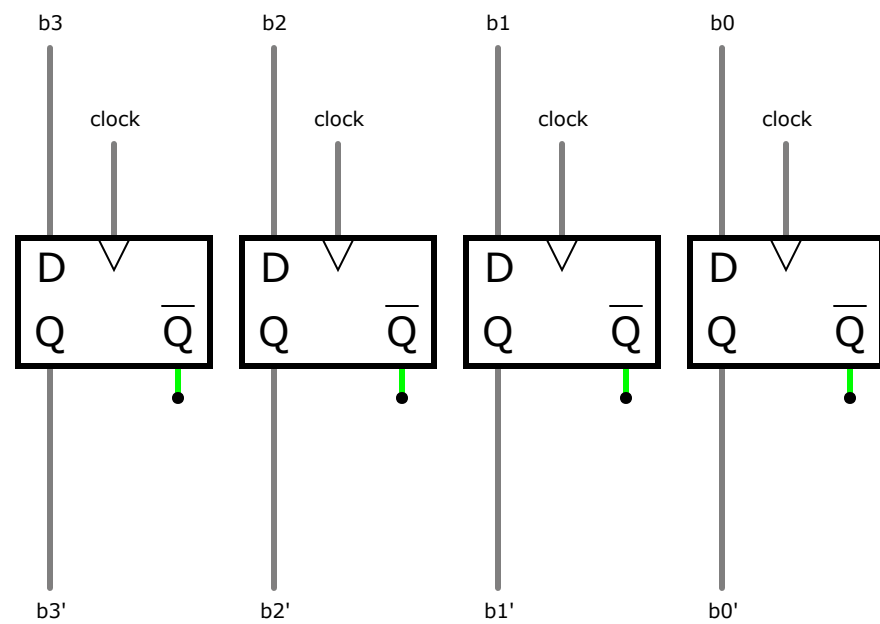 b3 b2 b1 b0
clock clock clock clock
D D D D
Q Q̅ Q Q̅ Q Q̅ Q Q̅
b3' b2' b1' b0'